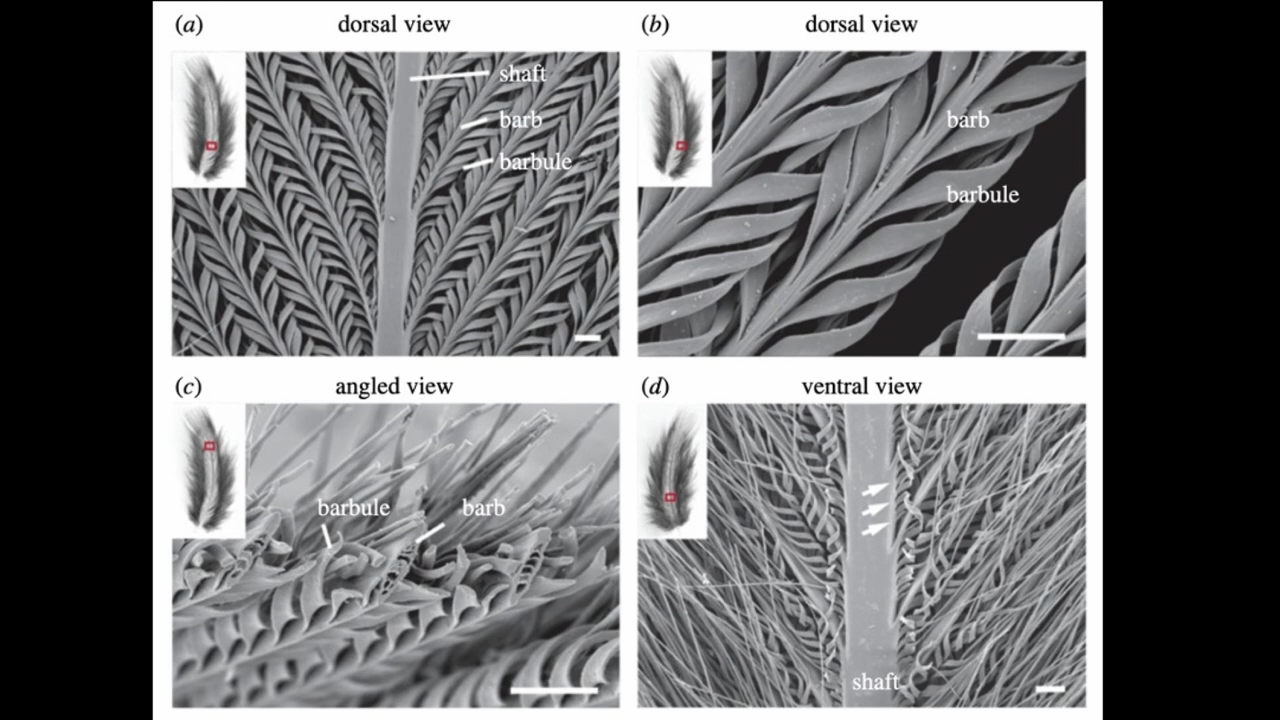 (a) dorsal view
shaft
barb
barbule
(b) dorsal view
barb
barbule
(c) angled view
barbule barb
(d) ventral view
shaft